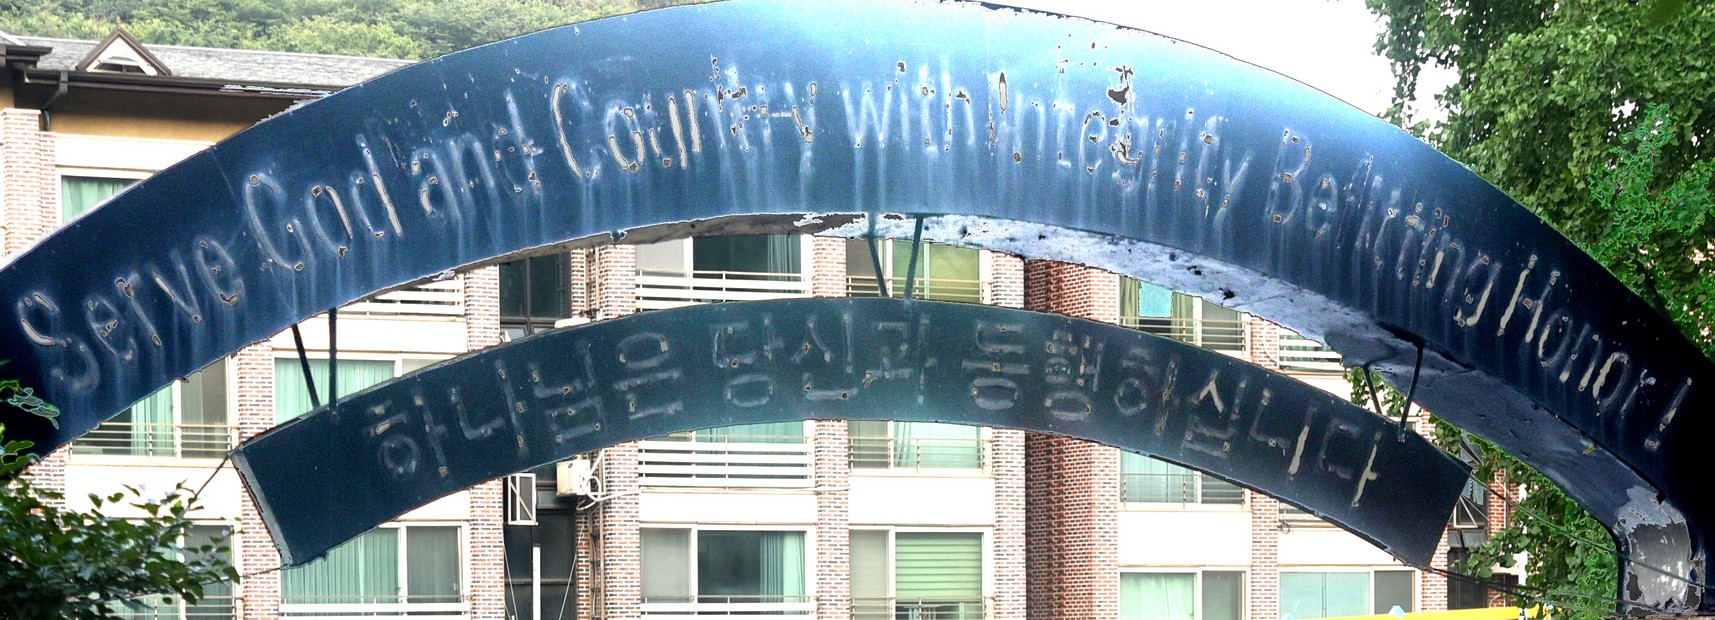 Serve God and Country with Integrity Befitting Honor!
하나님은 당신과 동행하십니다